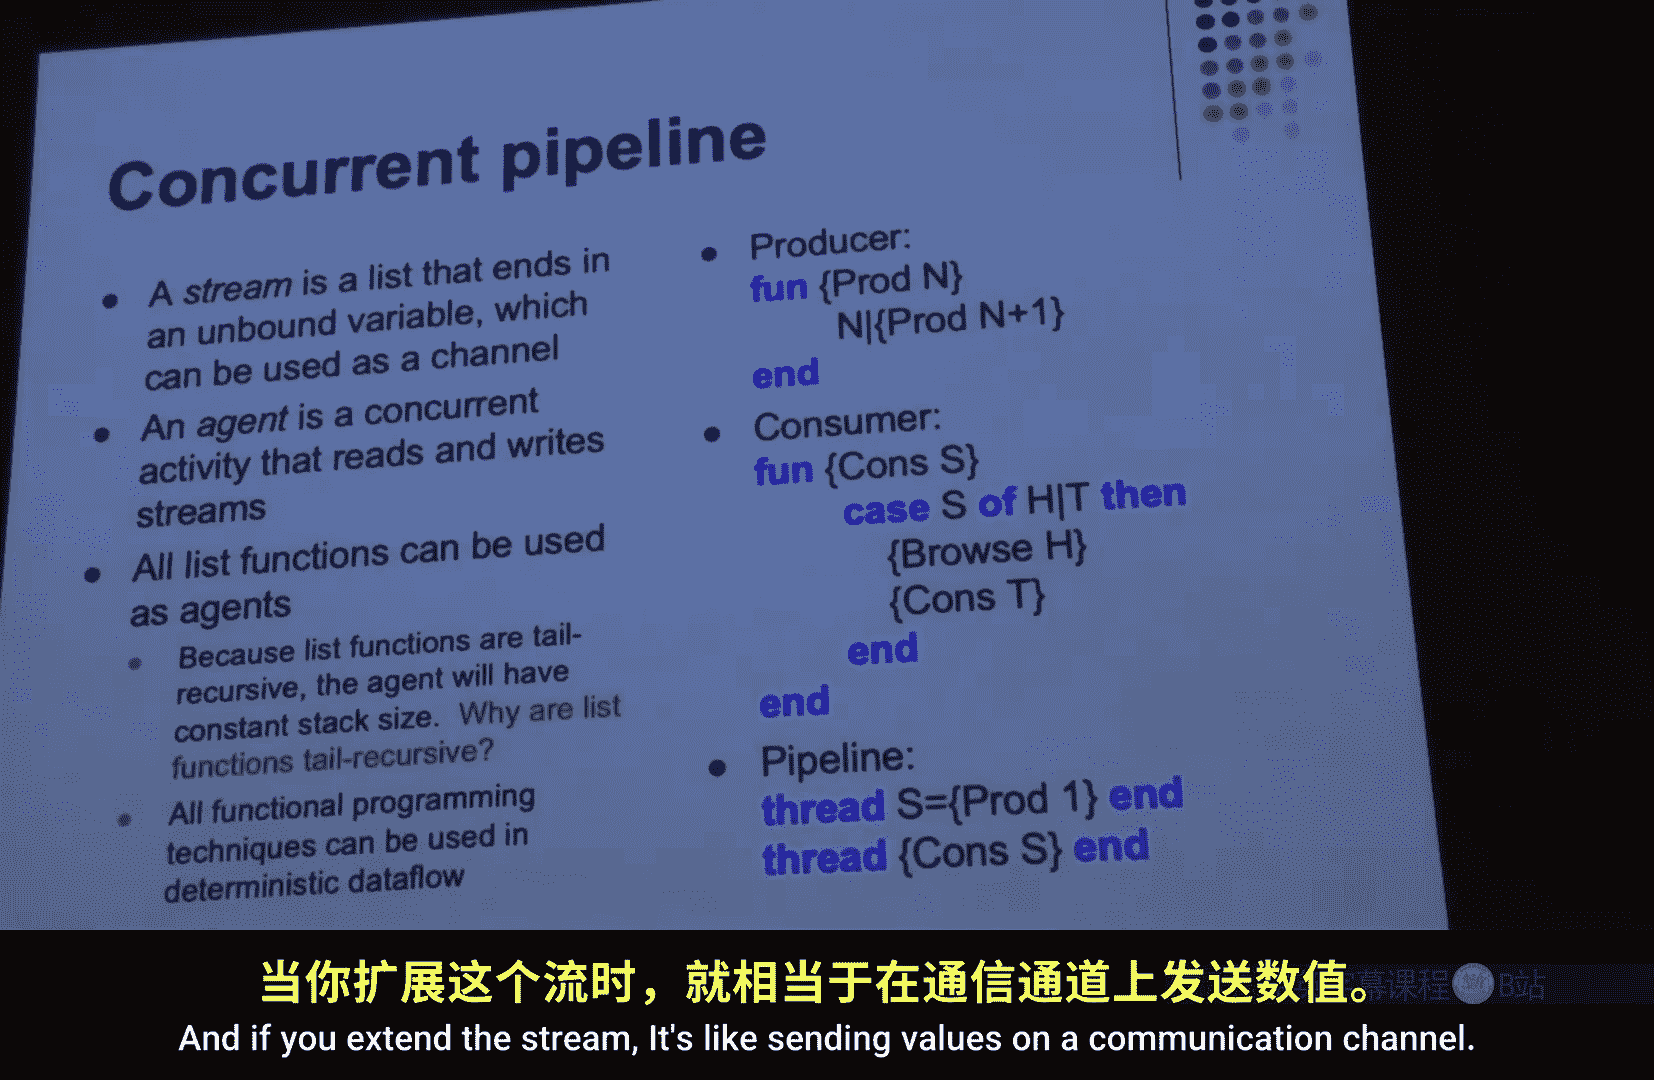 Concurrent pipeline
• A stream is a list that ends in
an unbound variable, which
can be used as a channel
• An agent is a concurrent
activity that reads and writes
streams
• All list functions can be used
as agents
• Because list functions are tail-
recursive, the agent will have
constant stack size. Why are list
functions tail-recursive?
• All functional programming
techniques can be used in
deterministic dataflow
• Producer:
fun {Prod N}
N|{Prod N+1}
end
• Consumer:
fun {Cons S}
case S of H|T then
{Browse H}
{Cons T}
end
end
• Pipeline:
thread S={Prod 1} end
thread {Cons S} end
当你扩展这个流时，就相当于在通信通道上发送数值。
幕课程 B站
And if you extend the stream, It's like sending values on a communication channel.